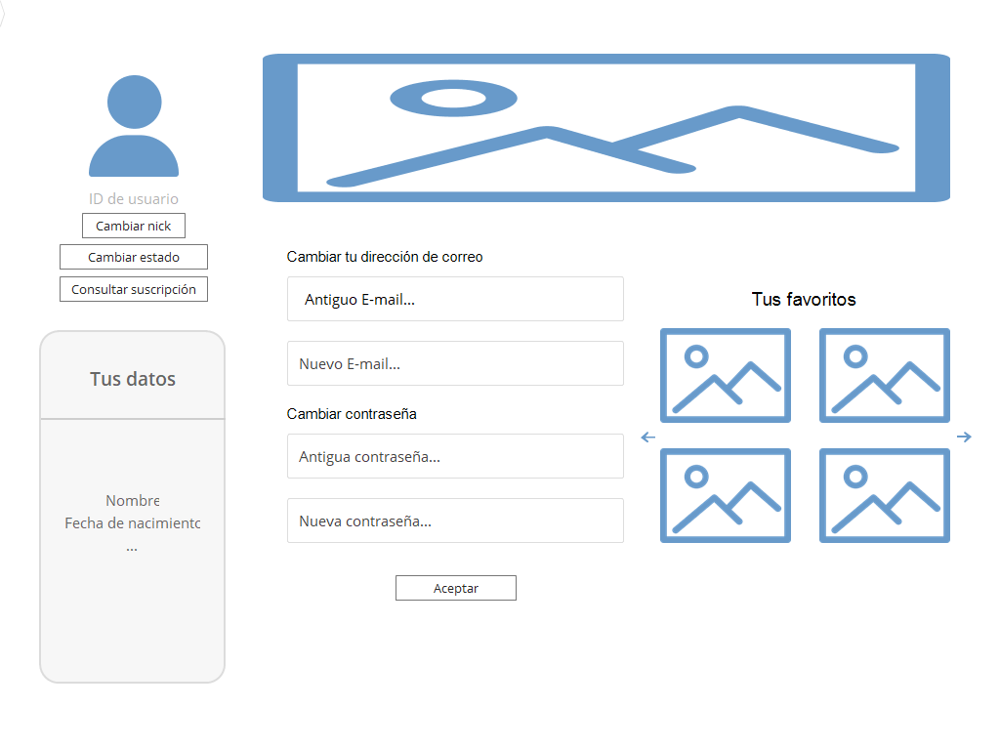 ID de usuario
Cambiar nick
Cambiar estado
Consultar suscripción
Tus datos
Nombre
Fecha de nacimiento
...
Cambiar tu dirección de correo
Antiguo E-mail...
Nuevo E-mail...
Cambiar contraseña
Antigua contraseña...
Nueva contraseña...
Aceptar
Tus favoritos